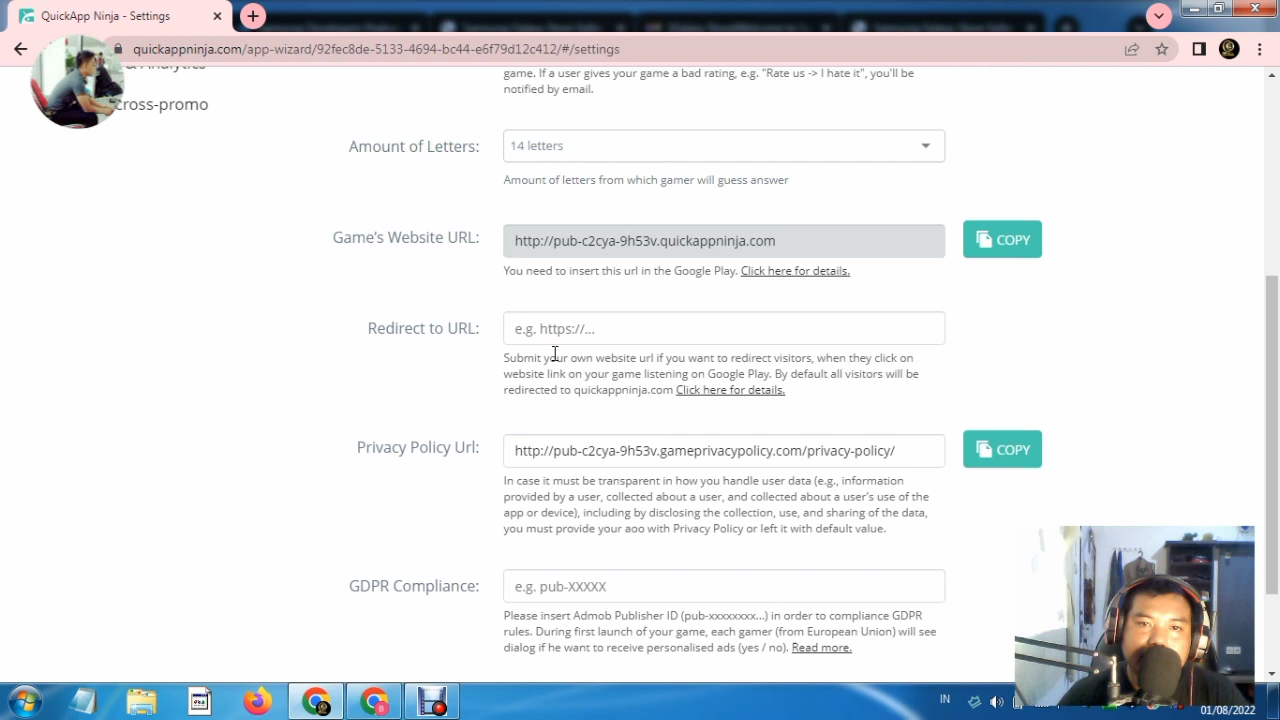 QuickApp Ninja - Settings
quickappninja.com/app-wizard/92fec8de-5133-4694-bc44-e6f79d12c412/#/settings
& Analytics
cross-promo
game. If a user gives your game a bad rating, e.g. "Rate us -> I hate it", you'll be
notified by email.
Amount of Letters:
14 letters
Amount of letters from which gamer will guess answer
Game's Website URL:
http://pub-c2cya-9h53v.quickappninja.com
COPY
You need to insert this url in the Google Play. Click here for details.
Redirect to URL:
e.g. https://...
Submit your own website url if you want to redirect visitors, when they click on
website link on your game listening on Google Play. By default all visitors will be
redirected to quickappninja.com Click here for details.
Privacy Policy Url:
http://pub-c2cya-9h53v.gameprivacypolicy.com/privacy-policy/
COPY
In case it must be transparent in how you handle user data (e.g., information
provided by a user, collected about a user, and collected about a user's use of the
app or device), including by disclosing the collection, use, and sharing of the data,
you must provide your aoo with Privacy Policy or left it with default value.
GDPR Compliance:
e.g. pub-XXXXX
Please insert Admob Publisher ID (pub-xxxxxxxx...) in order to compliance GDPR
rules. During first launch of your game, each gamer (from European Union) will see
dialog if he want to receive personalised ads (yes / no). Read more.
IN
01/08/2022